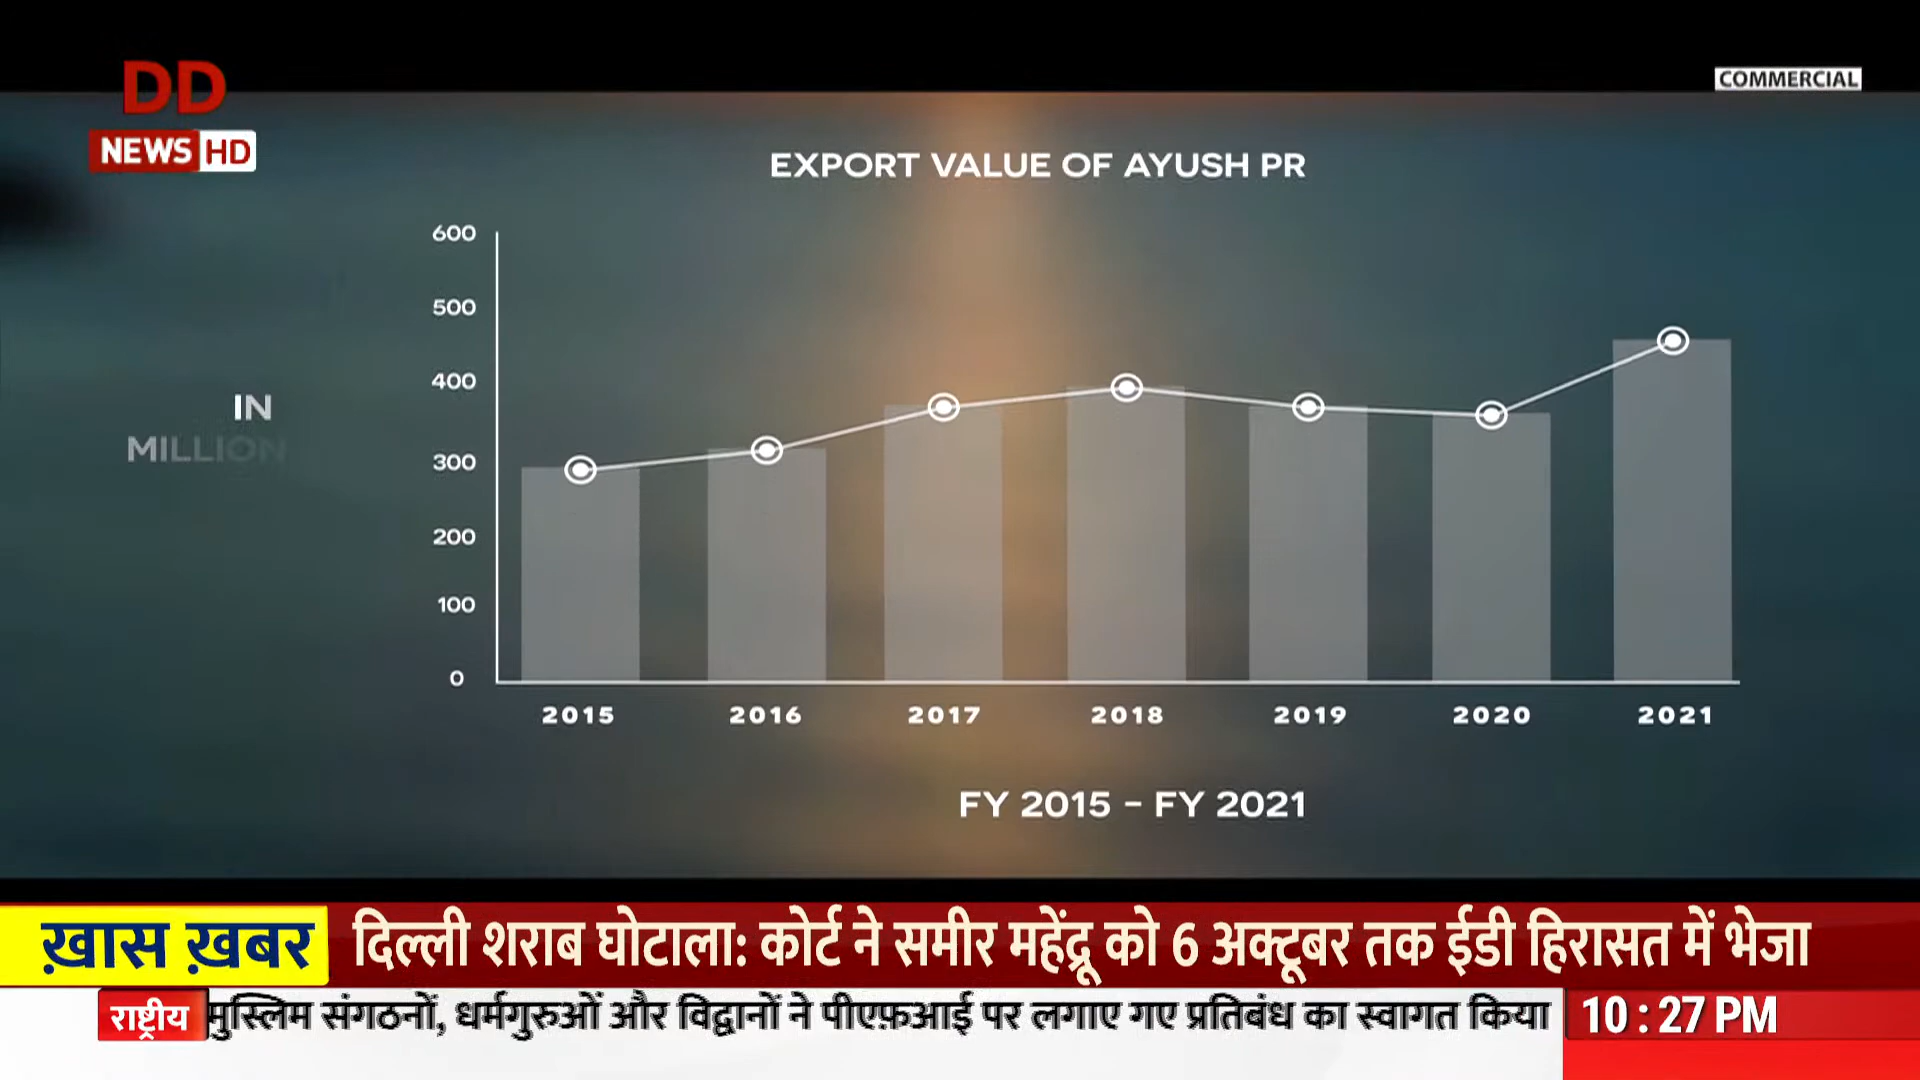 DD
NEWS HD
COMMERCIAL
EXPORT VALUE OF AYUSH PR
600
500
400
300
200
100
0
IN
MILLION
2015 2016 2017 2018 2019 2020 2021
FY 2015 – FY 2021
ख़ास ख़बर दिल्ली शराब घोटाला: कोर्ट ने समीर महेंद्रू को 6 अक्टूबर तक ईडी हिरासत में भेजा
राष्ट्रीय मुस्लिम संगठनों, धर्मगुरुओं और विद्वानों ने पीएफ़आई पर लगाए गए प्रतिबंध का स्वागत किया 10 : 27 PM